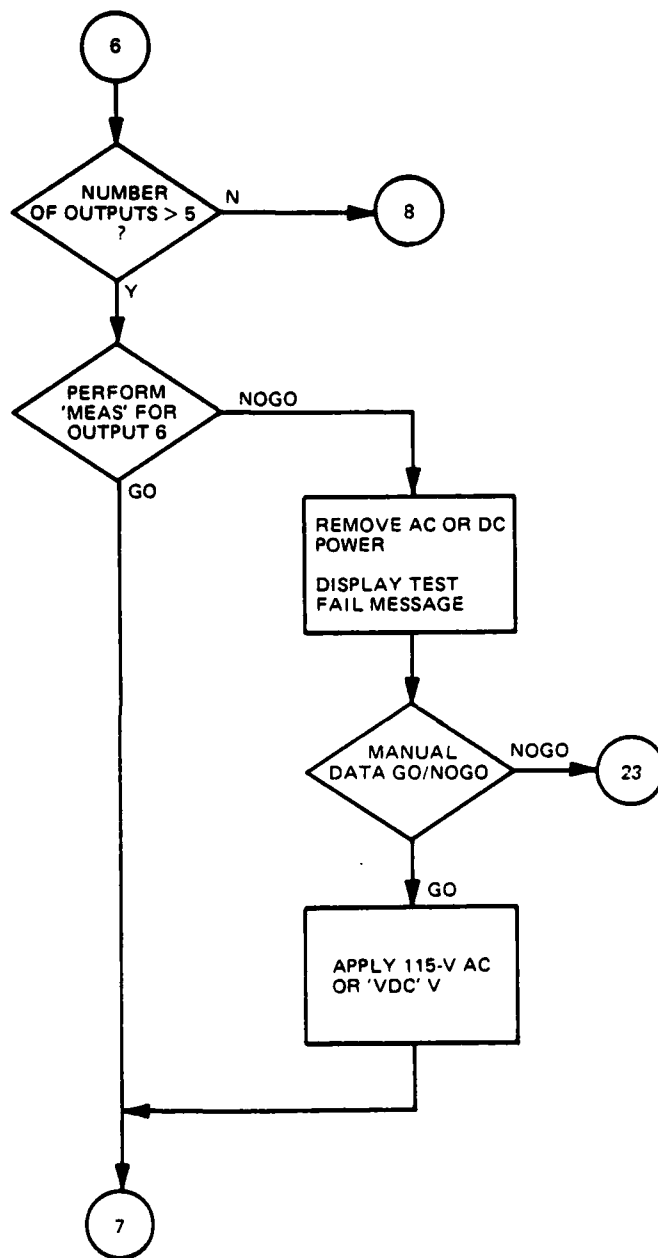 6
NUMBER
OF OUTPUTS > 5
?
N
8
Y
PERFORM
'MEAS' FOR
OUTPUT 6
NOGO
GO
REMOVE AC OR DC
POWER
DISPLAY TEST
FAIL MESSAGE
MANUAL
DATA GO/NOGO
NOGO
23
GO
APPLY 115-V AC
OR 'VDC' V
7